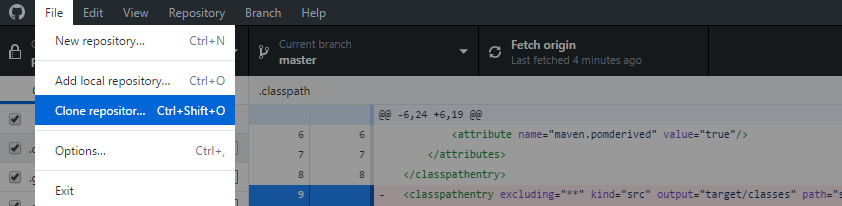 File Edit View Repository Branch Help
New repository... Ctrl+N
Add local repository... Ctrl+O
Clone repositor... Ctrl+Shift+O
Options... Ctrl+,
Exit
Current branch
master
Fetch origin
Last fetched 4 minutes ago
.classpath
@@ -6,24 +6,19 @@
6 6 <attribute name="maven.pomderived" value="true"/>
7 7 </attributes>
8 8 </classpathentry>
9 - <classpathentry excluding="**" kind="src" output="target/classes" path="s